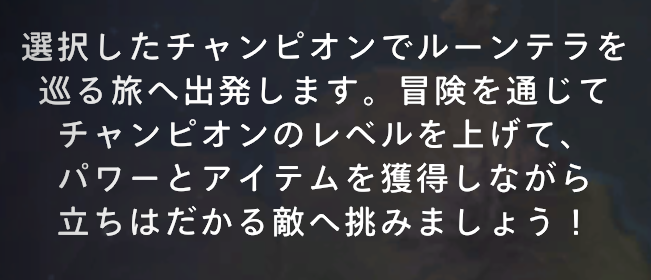 選択したチャンピオンでルーンテラを
巡る旅へ出発します。冒険を通じて
チャンピオンのレベルを上げて、
パワーとアイテムを獲得しながら
立ちはだかる敵へ挑みましょう！